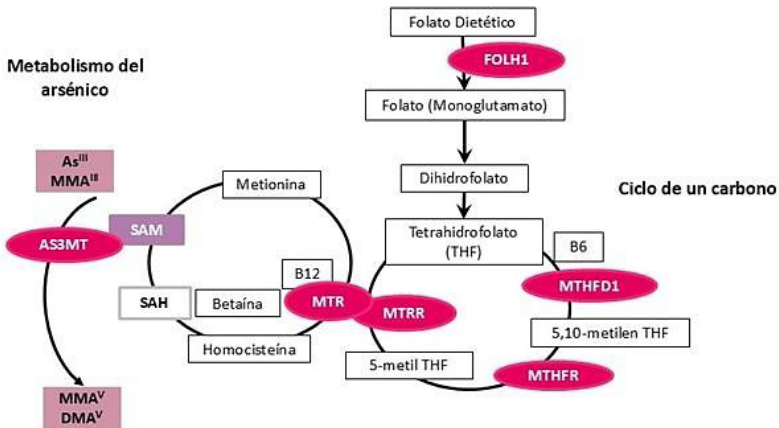 Folato Dietético
FOLH1
Metabolismo del
arsénico
Folato (Monoglutamato)
As^III
MMA^III
Metionina
Dihidrofolato
Ciclo de un carbono
AS3MT
SAM
Tetrahidrofolato
(THF)
B6
B12
MTHFD1
SAH
Betaína
MTR
MTRR
5,10-metilen THF
Homocisteína
5-metil THF
MTHFR
MMA^V
DMA^V